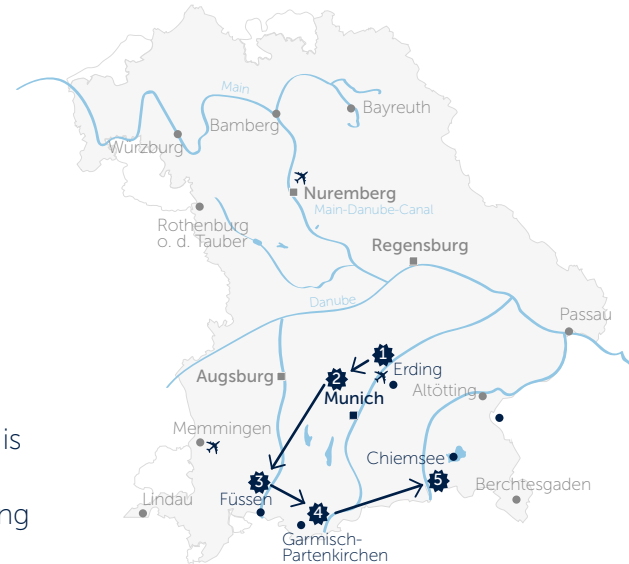 Main
Bayreuth
Bamberg
Würzburg
Nuremberg
Main-Danube-Canal
Rothenburg
o. d. Tauber
Regensburg
Danube
Passau
1
Erding
2
Augsburg
Altötting
Munich
Memmingen
is
Chiemsee
3
5
Berchtesgaden
Lindau
Füssen
ng
4
Garmisch-
Partenkirchen